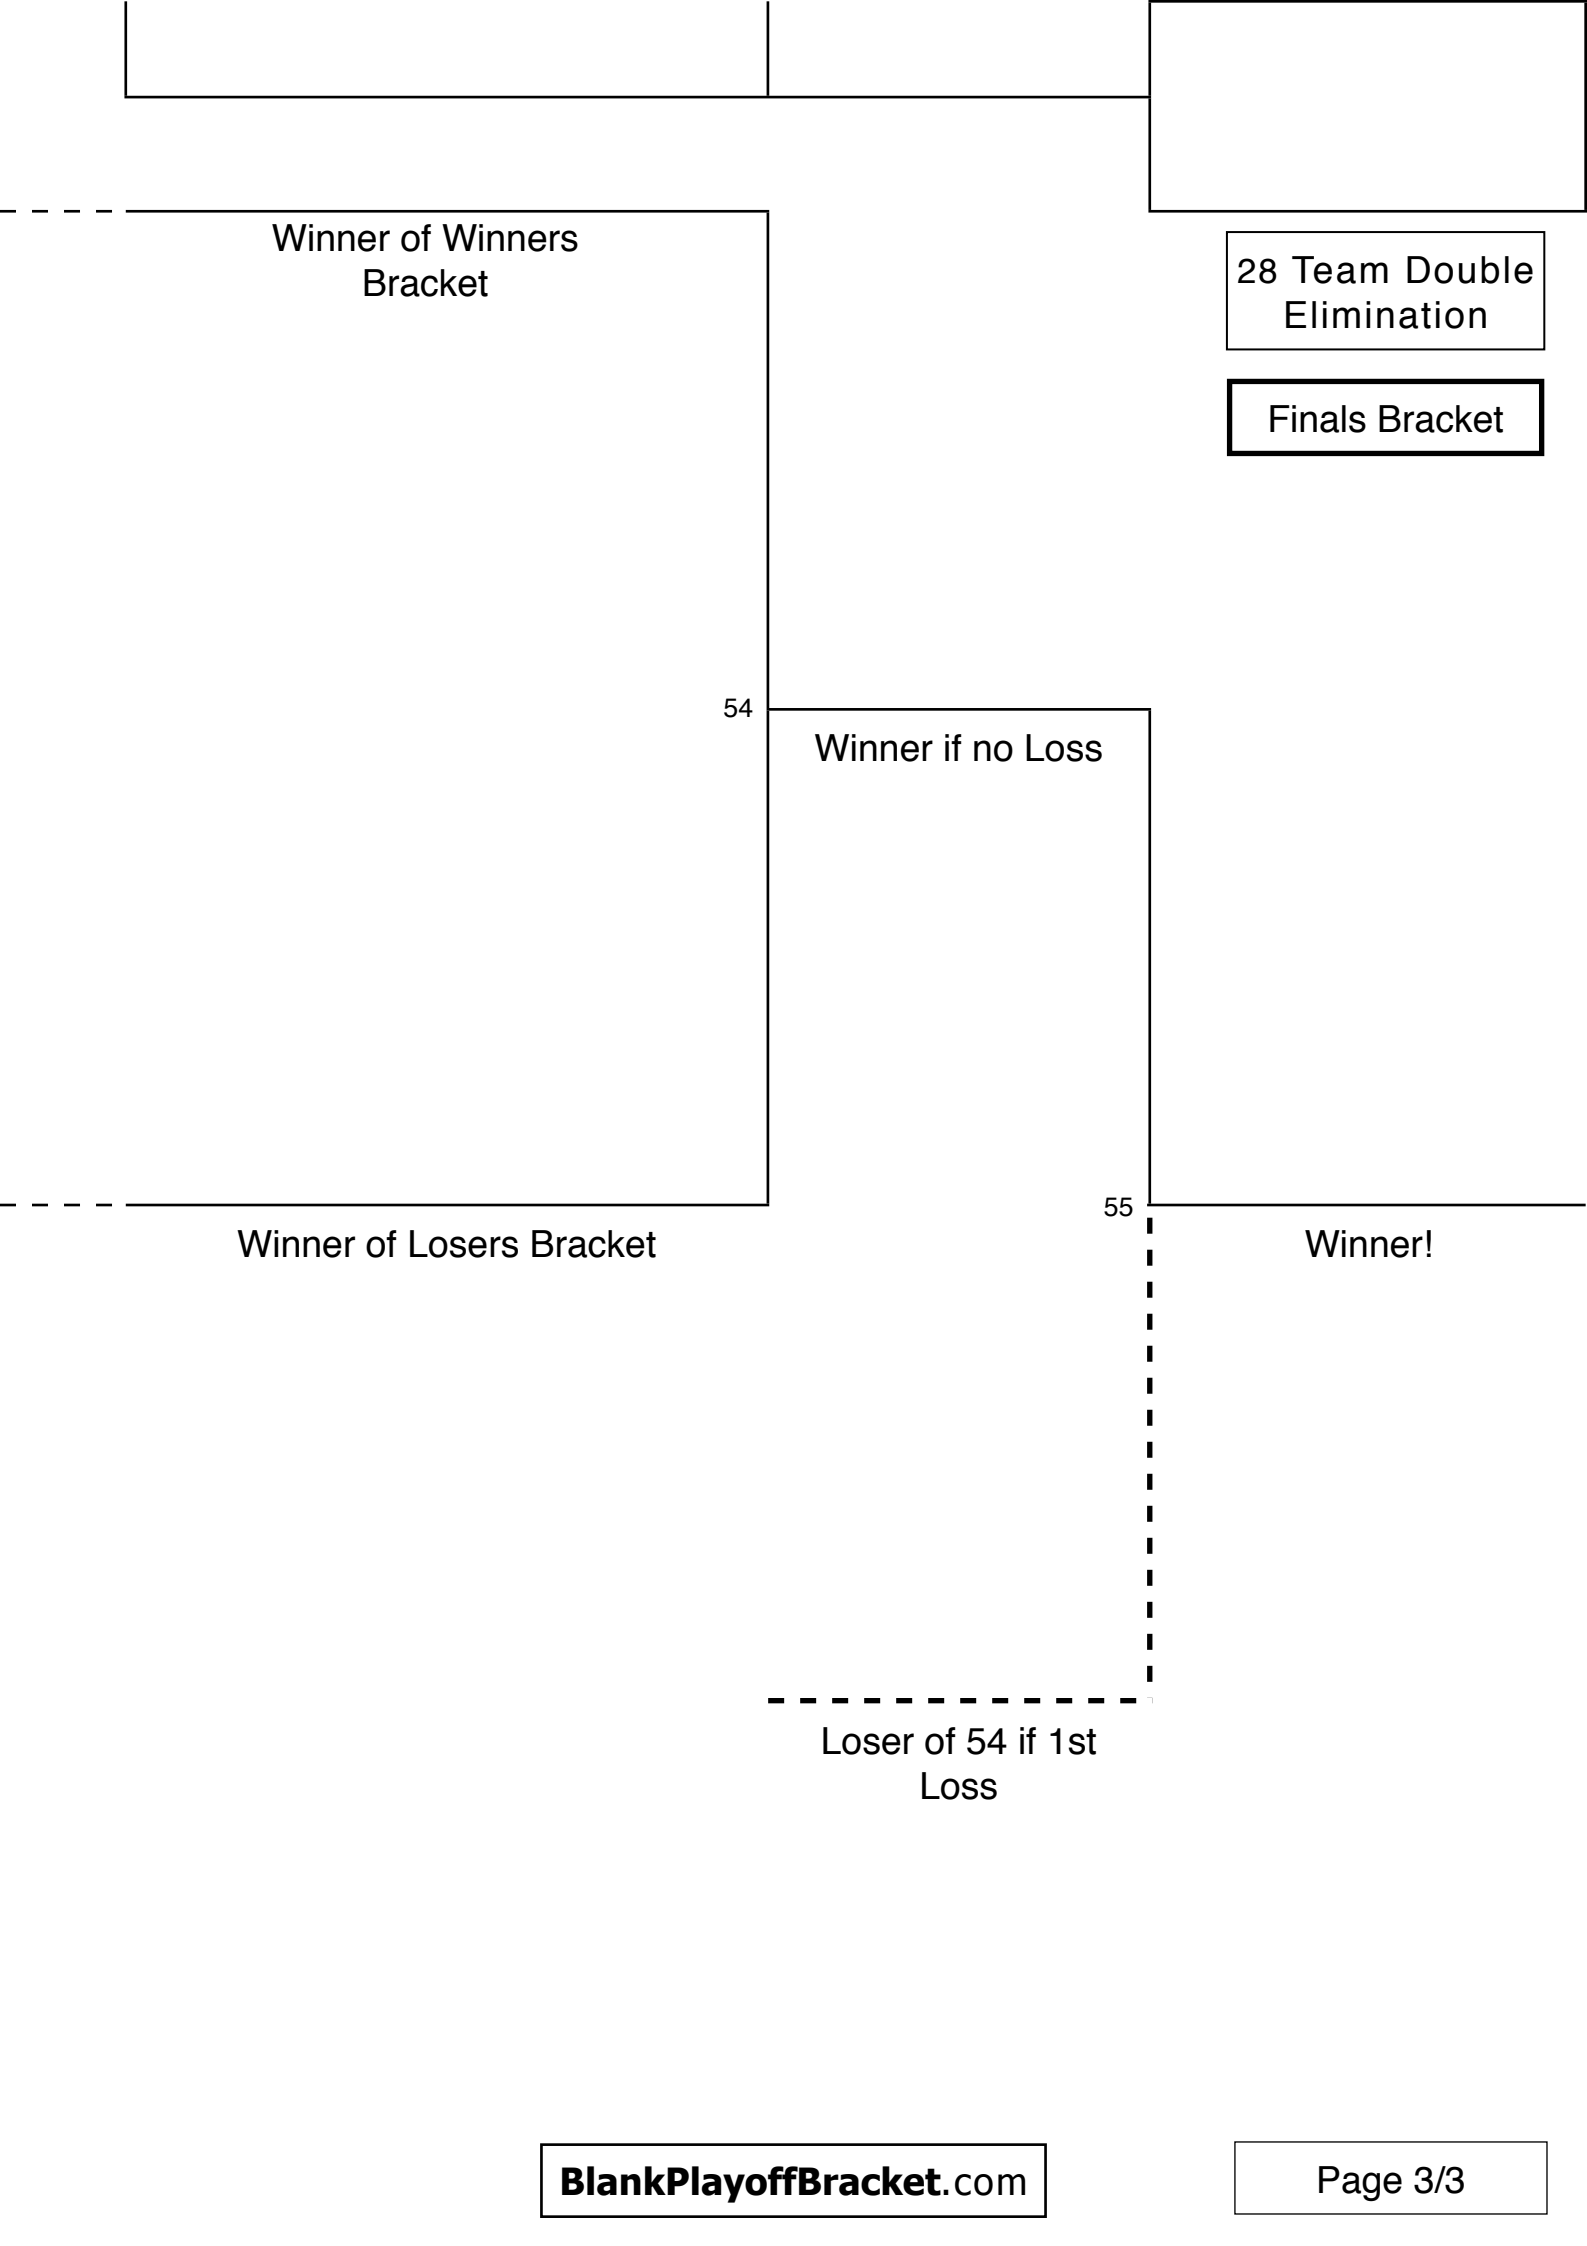 Winner of Winners
Bracket
28 Team Double
Elimination
Finals Bracket
54
Winner if no Loss
55
Winner of Losers Bracket
Winner!
Loser of 54 if 1st
Loss
BlankPlayoffBracket.com
Page 3/3